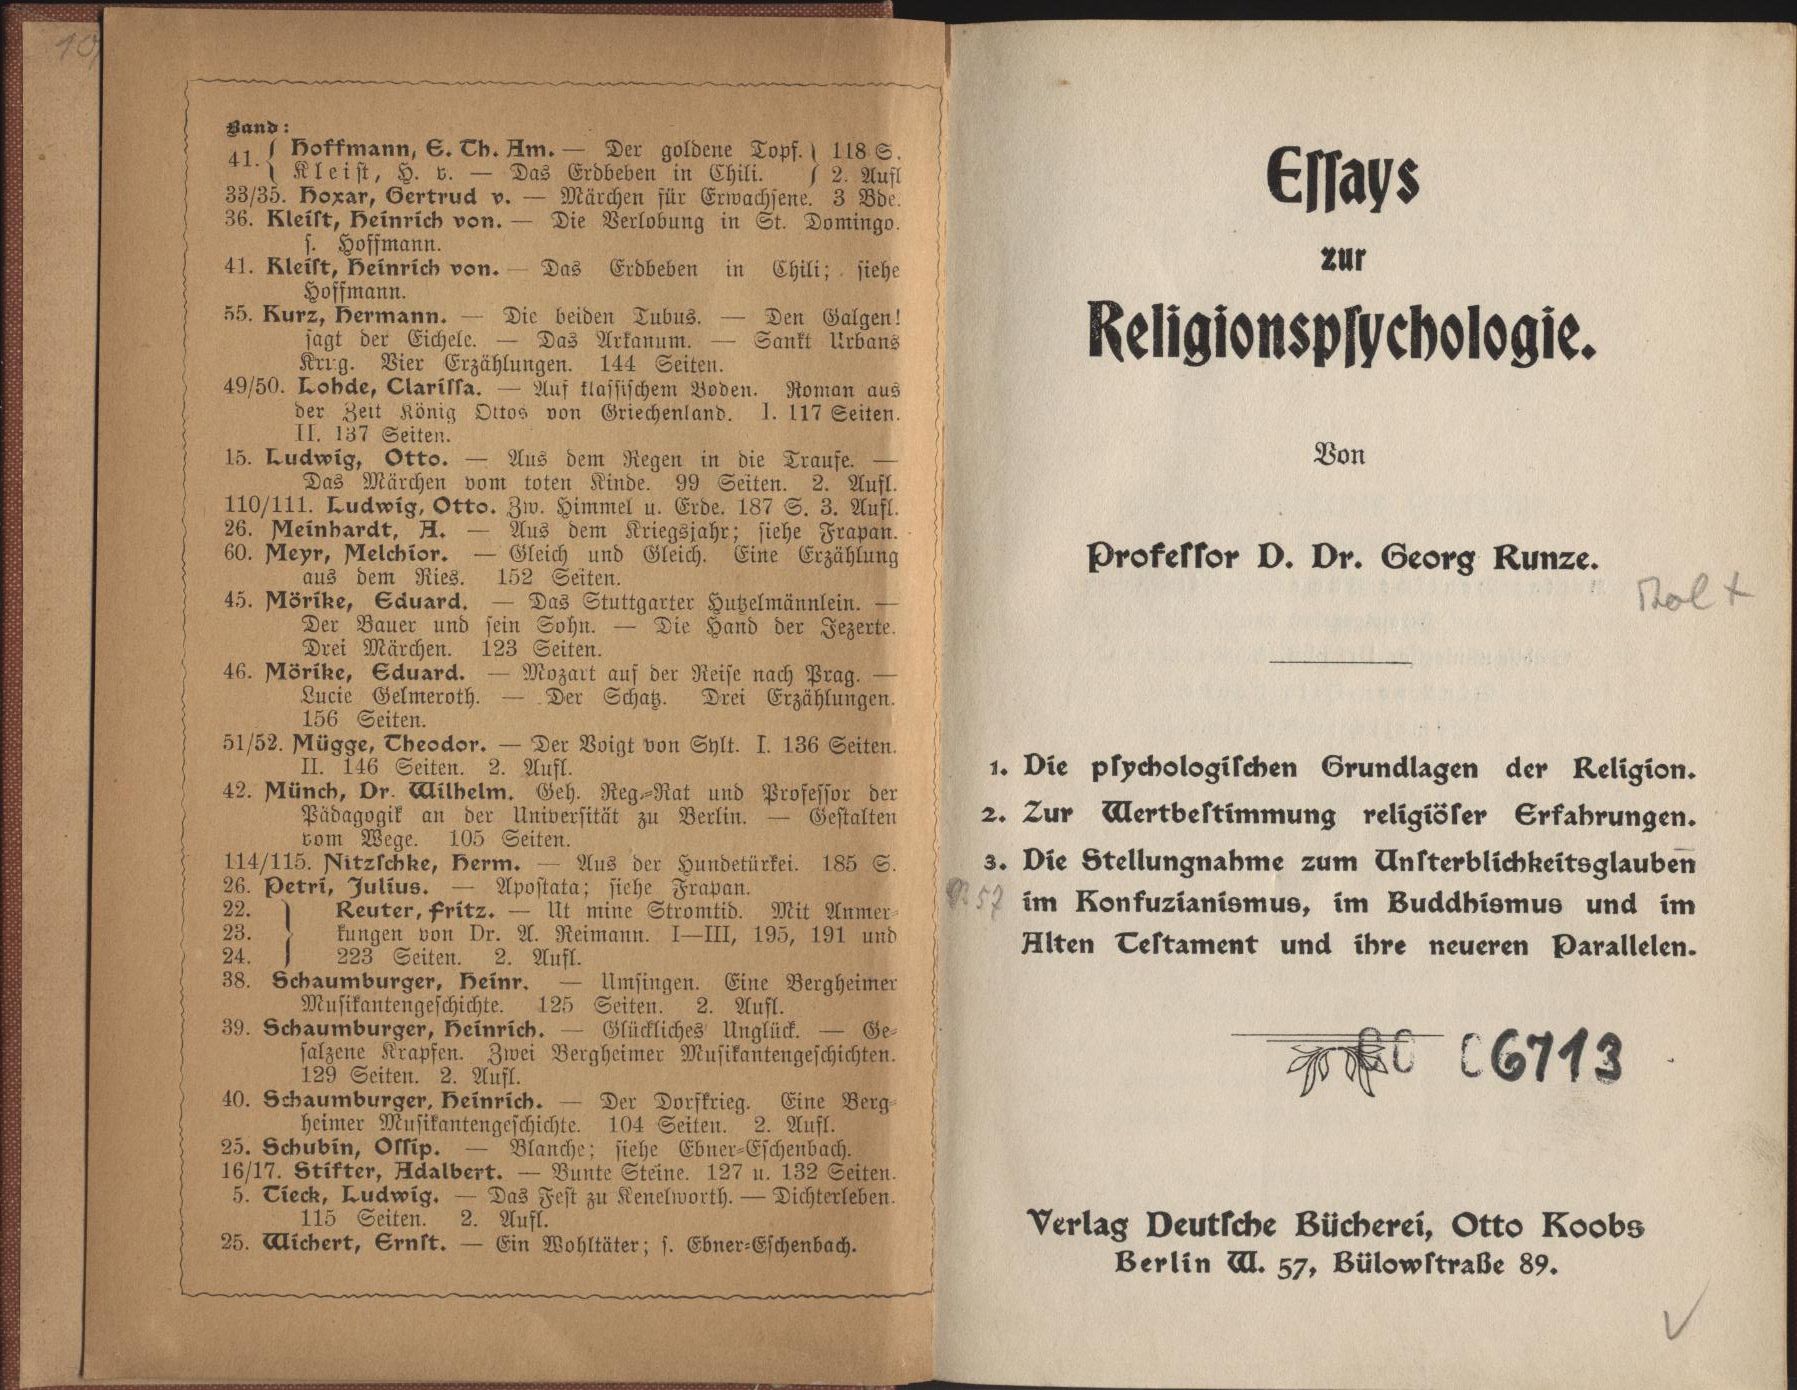 Band:
41. { Hoffmann, E. Th. Am. — Der goldene Topf. } 118 S.
Kleist, H. v. — Das Erdbeben in Chili. 2. Aufl
33/35. Hoxar, Gertrud v. — Märchen für Erwachsene. 3 Bde.
36. Kleist, Heinrich von. — Die Verlobung in St. Domingo.
s. Hoffmann.
41. Kleist, Heinrich von. — Das Erdbeben in Chili; siehe
Hoffmann.
55. Kurz, Hermann. — Die beiden Tubus. — Den Galgen!
sagt der Eichele. — Das Arkanum. — Sankt Urbans
Krug. Vier Erzählungen. 144 Seiten.
49/50. Lohde, Clarissa. — Auf klassischem Boden. Roman aus
der Zeit König Ottos von Griechenland. I. 117 Seiten.
II. 137 Seiten.
15. Ludwig, Otto. — Aus dem Regen in die Traufe. —
Das Märchen vom toten Kinde. 99 Seiten. 2. Aufl.
110/111. Ludwig, Otto. Zw. Himmel u. Erde. 187 S. 3. Aufl.
26. Meinhardt, A. — Aus dem Kriegsjahr; siehe Frapan.
60. Meyr, Melchior. — Gleich und Gleich. Eine Erzählung
aus dem Ries. 152 Seiten.
45. Mörike, Eduard. — Das Stuttgarter Hutzelmännlein. —
Der Bauer und sein Sohn. — Die Hand der Jezerte.
Drei Märchen. 123 Seiten.
46. Mörike, Eduard. — Mozart auf der Reise nach Prag. —
Lucie Gelmeroth. — Der Schatz. Drei Erzählungen.
156 Seiten.
51/52. Mügge, Theodor. — Der Voigt von Sylt. I. 136 Seiten.
II. 146 Seiten. 2. Aufl.
42. Münch, Dr. Wilhelm. Geh. Reg.-Rat und Professor der
Pädagogik an der Universität zu Berlin. — Gestalten
vom Wege. 105 Seiten.
114/115. Nitzschke, Herm. — Aus der Hundetürkei. 185 S.
26. Petri, Julius. — Apostata; siehe Frapan.
22. } Reuter, Fritz. — Ut mine Stromtid. Mit Anmer-
23. kungen von Dr. A. Reimann. I—III, 195, 191 und
24. 223 Seiten. 2. Aufl.
38. Schaumburger, Heinr. — Umsingen. Eine Bergheimer
Musikantengeschichte. 125 Seiten. 2. Aufl.
39. Schaumburger, Heinrich. — Glückliches Unglück. — Ge-
salzene Krapfen. Zwei Bergheimer Musikantengeschichten.
129 Seiten. 2. Aufl.
40. Schaumburger, Heinrich. — Der Dorfkrieg. Eine Berg-
heimer Musikantengeschichte. 104 Seiten. 2. Aufl.
25. Schubin, Ossip. — Blanche; siehe Ebner-Eschenbach.
16/17. Stifter, Adalbert. — Bunte Steine. 127 u. 132 Seiten.
5. Tieck, Ludwig. — Das Fest zu Kenelworth. — Dichterleben.
115 Seiten. 2. Aufl.
25. Wichert, Ernst. — Ein Wohltäter; s. Ebner-Eschenbach.
Essays
zur
Religionspsychologie.
Von
Professor D. Dr. Georg Runze.
1. Die psychologischen Grundlagen der Religion.
2. Zur Wertbestimmung religiöser Erfahrungen.
3. Die Stellungnahme zum Unsterblichkeitsglauben
im Konfuzianismus, im Buddhismus und im
Alten Testament und ihre neueren Parallelen.
C6713
Verlag Deutsche Bücherei, Otto Koobs
Berlin W. 57, Bülowstraße 89.